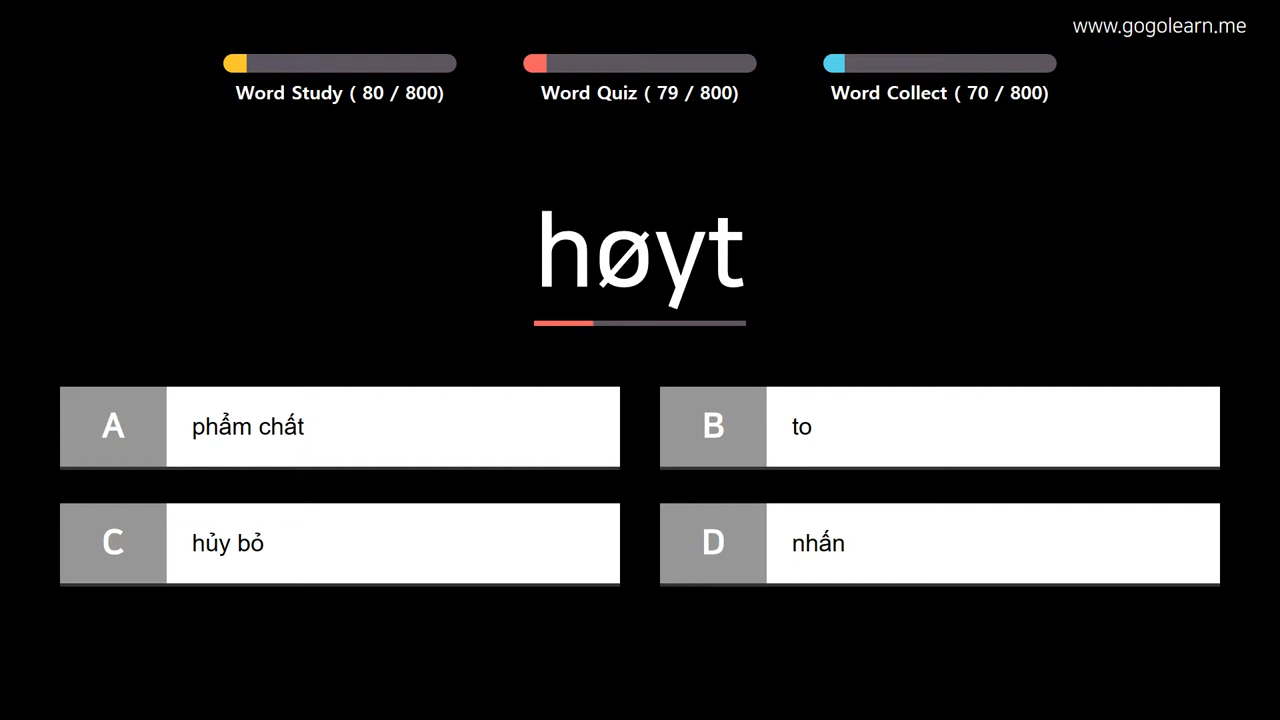 www.gogolearn.me
Word Study ( 80 / 800)
Word Quiz ( 79 / 800)
Word Collect ( 70 / 800)
høyt
A phẩm chất
B to
C hủy bỏ
D nhấn